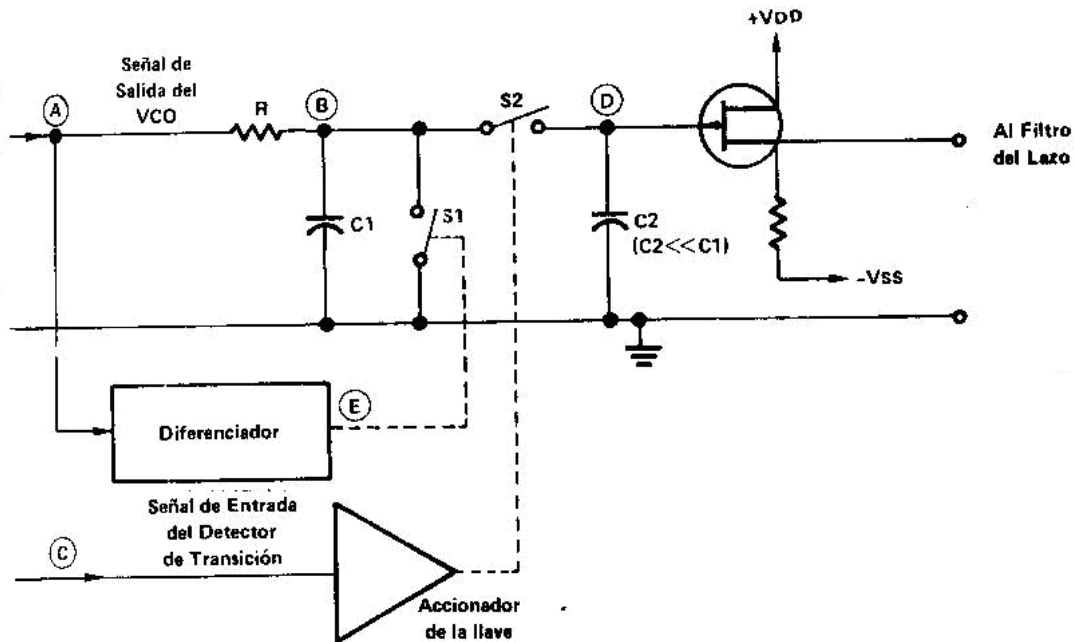 +VDD
Señal de
Salida del
VCO
A
R
B
S2
D
Al Filtro
del Lazo
C1
S1
C2
(C2<<C1)
-VSS
E
Diferenciador
Señal de Entrada
del Detector
de Transición
C
Accionador
de la llave